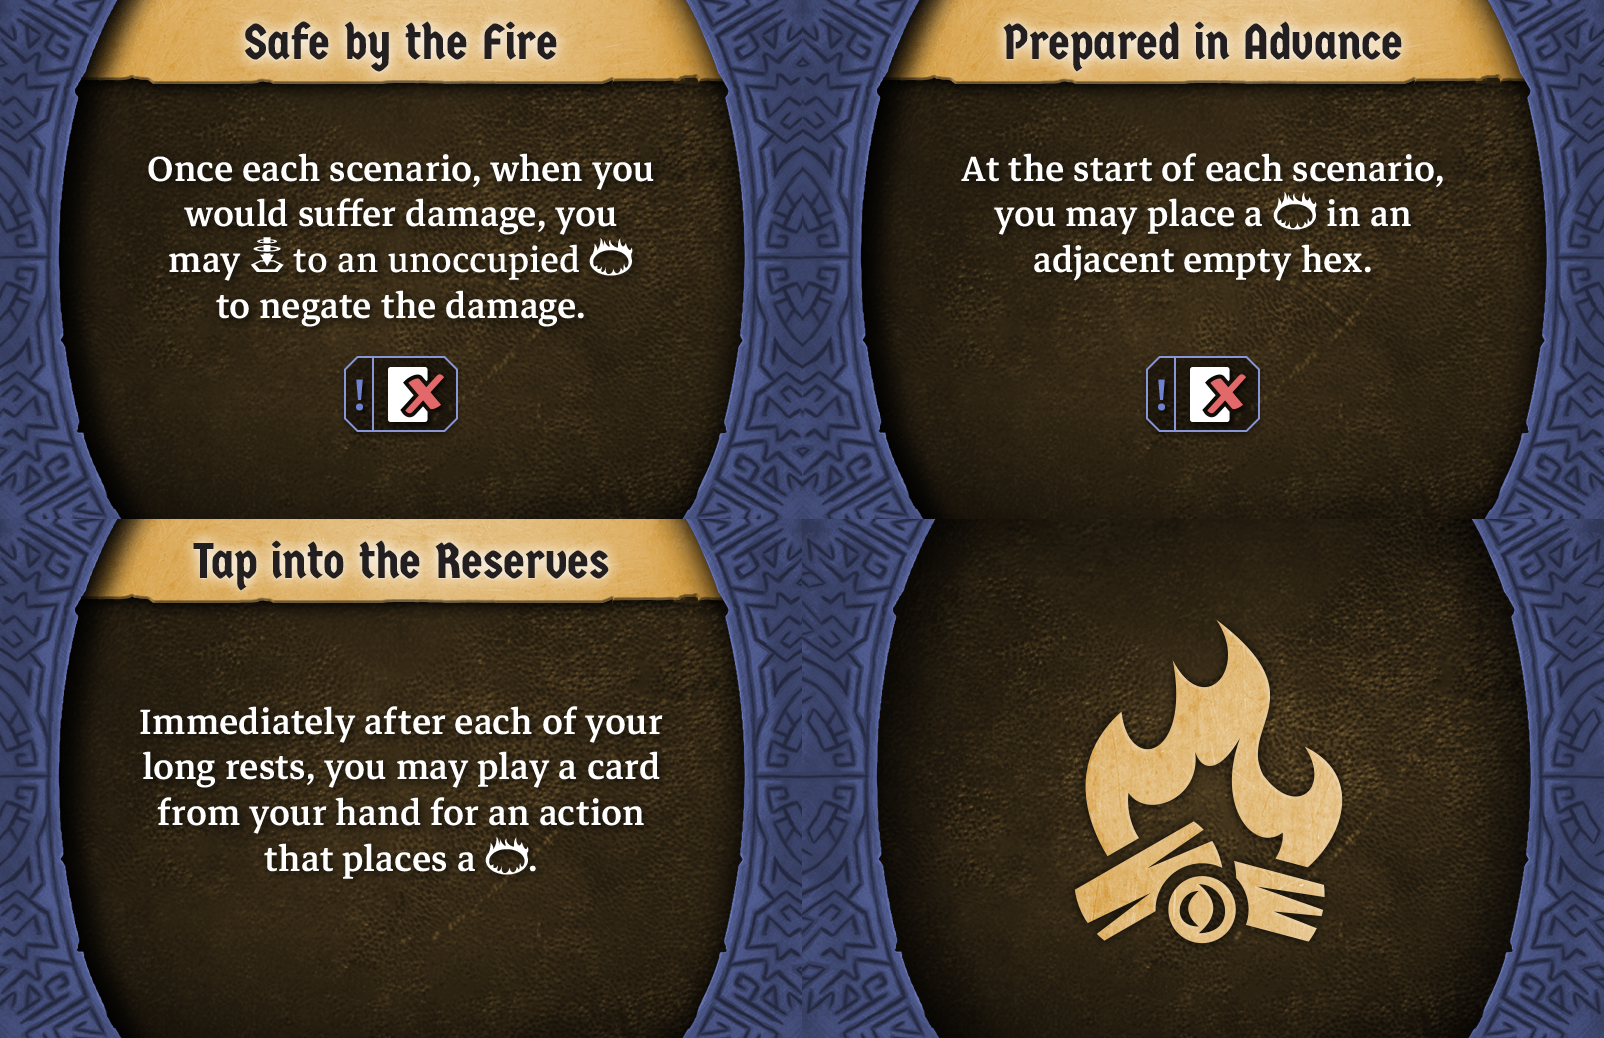 Safe by the Fire
Once each scenario, when you
would suffer damage, you
may to an unoccupied
to negate the damage.
!
Prepared in Advance
At the start of each scenario,
you may place a in an
adjacent empty hex.
!
Tap into the Reserves
Immediately after each of your
long rests, you may play a card
from your hand for an action
that places a .